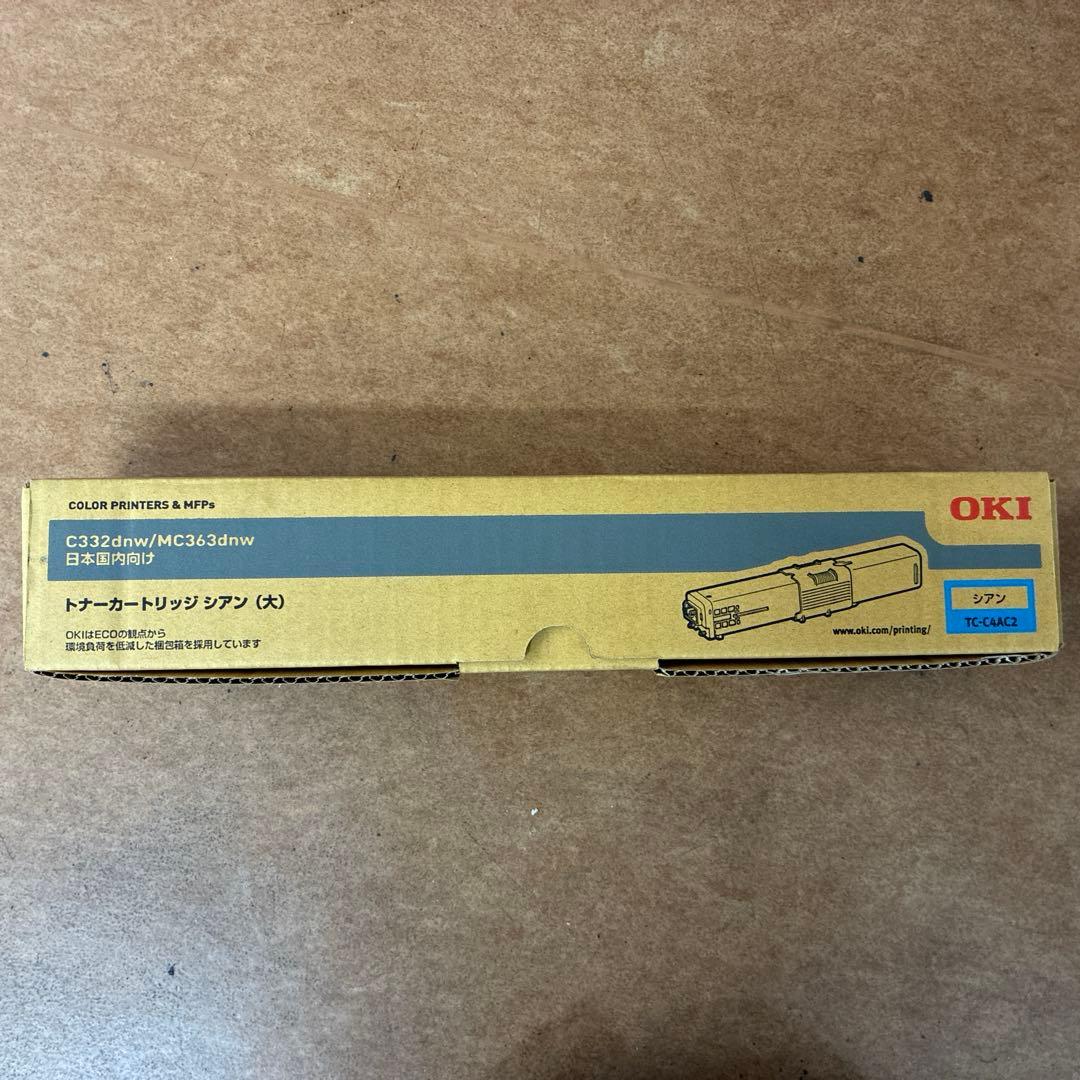 COLOR PRINTERS & MFPs
OKI
C332dnw/MC363dnw
日本国内向け
トナーカートリッジ シアン（大）
OKIはECOの観点から
環境負荷を低減した梱包箱を採用しています
www.oki.com/printing/
シアン
TC-C4AC2